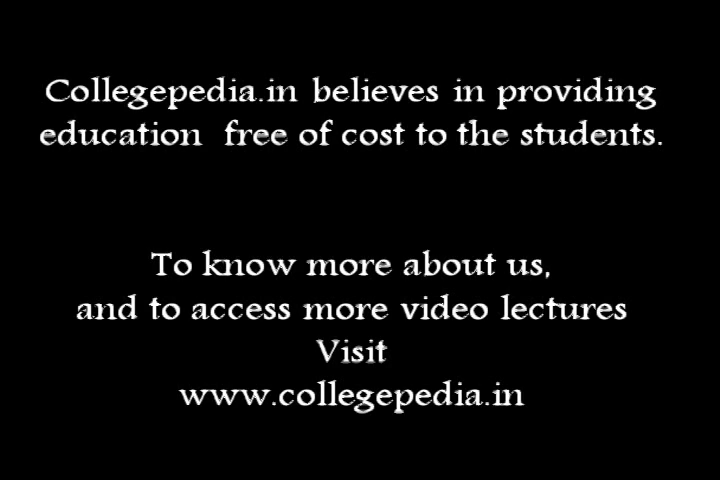 Collegepedia.in believes in providing
education free of cost to the students.
To know more about us,
and to access more video lectures
Visit
www.collegepedia.in